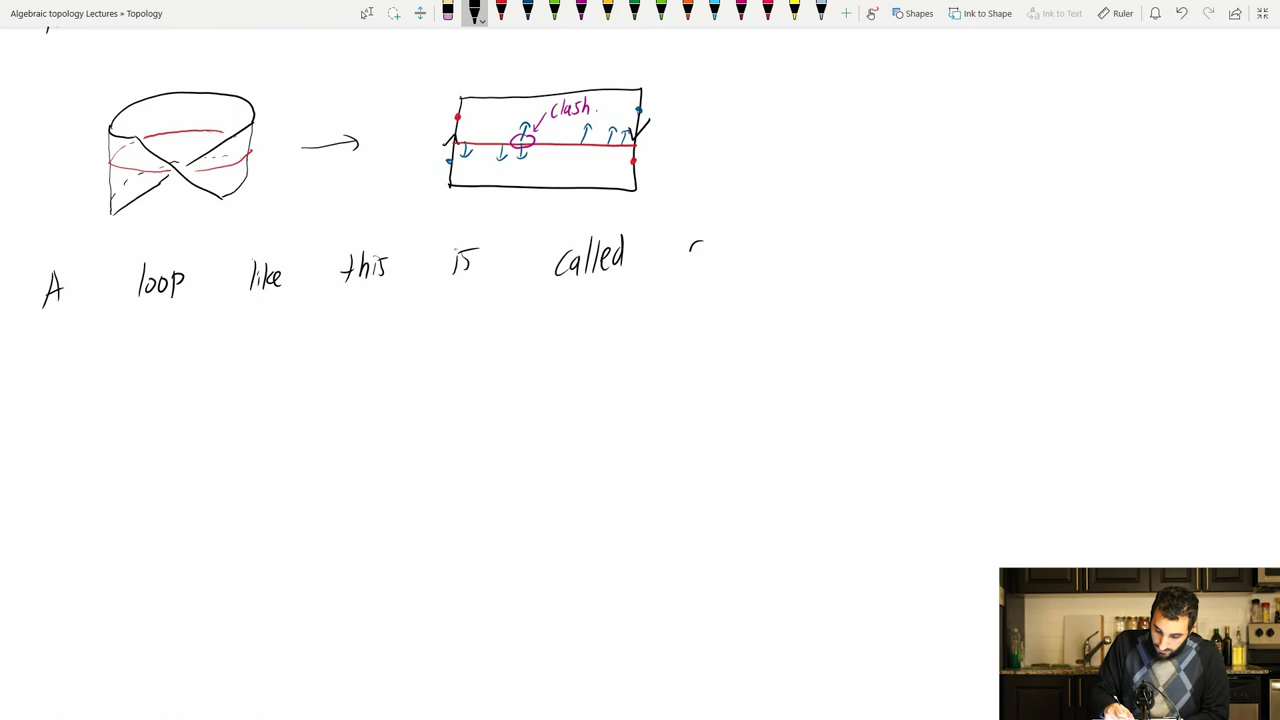 Algebraic topology Lectures » Topology
Shapes
Ink to Shape
Ink to Text
Ruler
clash.
A loop like this is called